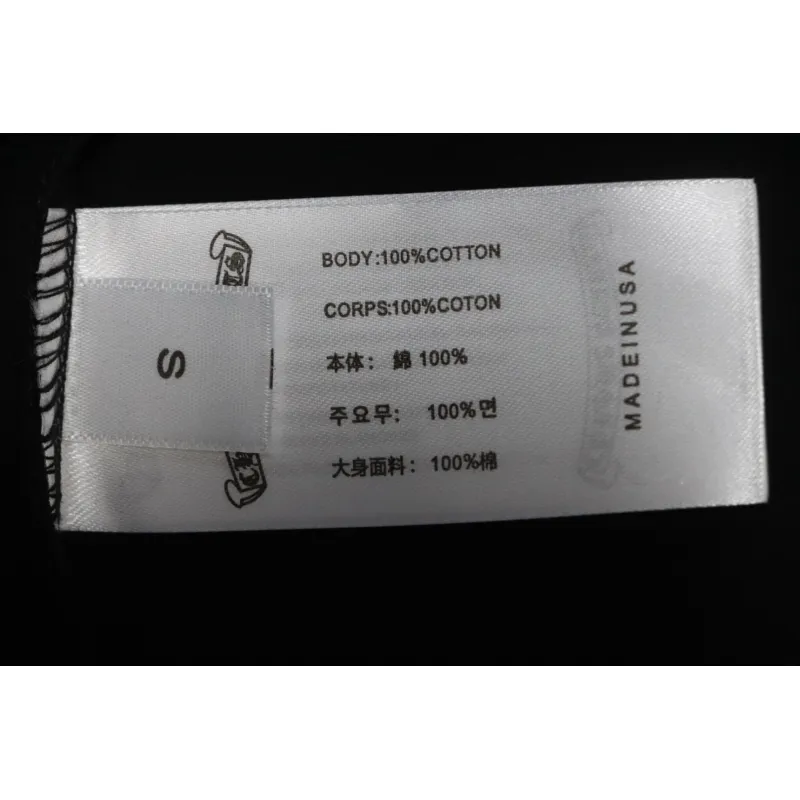 BODY:100%COTTON
CORPS:100%COTON
本体： 綿 100%
주요무; 100%면
大身面料：100%棉
MADEINUSA
S